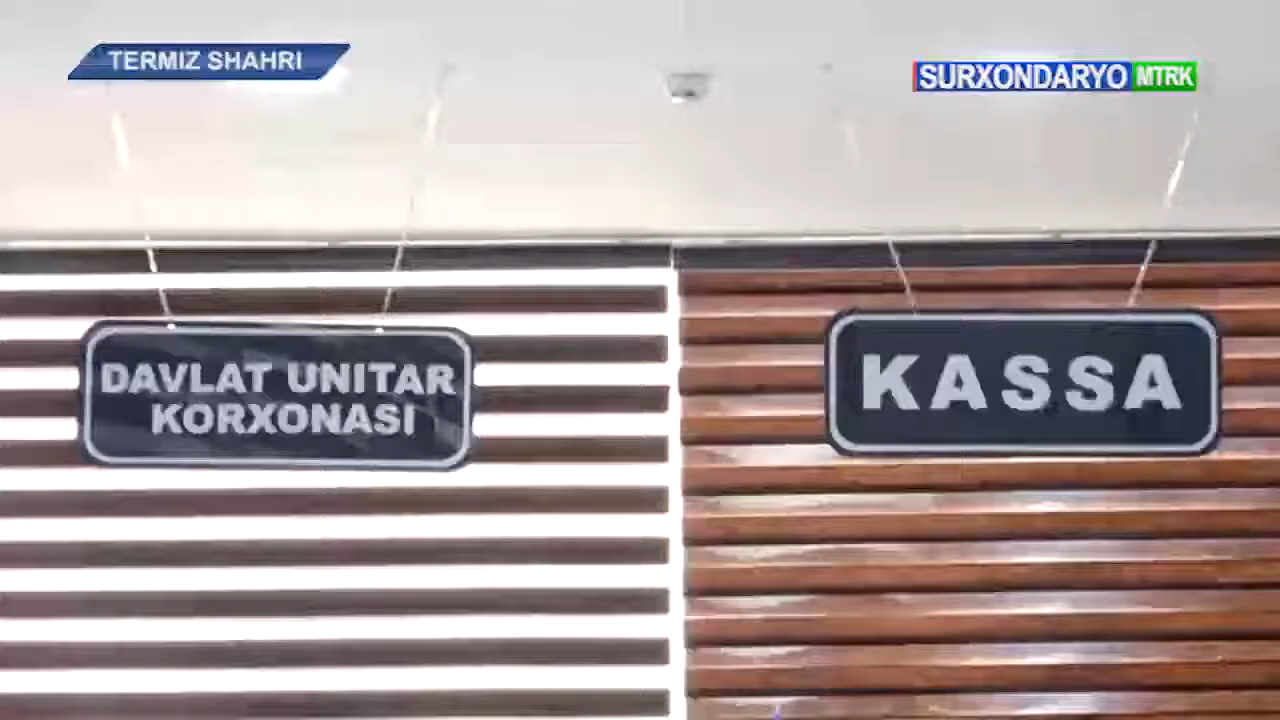 TERMIZ SHAHRI
SURXONDARYO MTRK
DAVLAT UNITAR
KORXONASI
KASSA